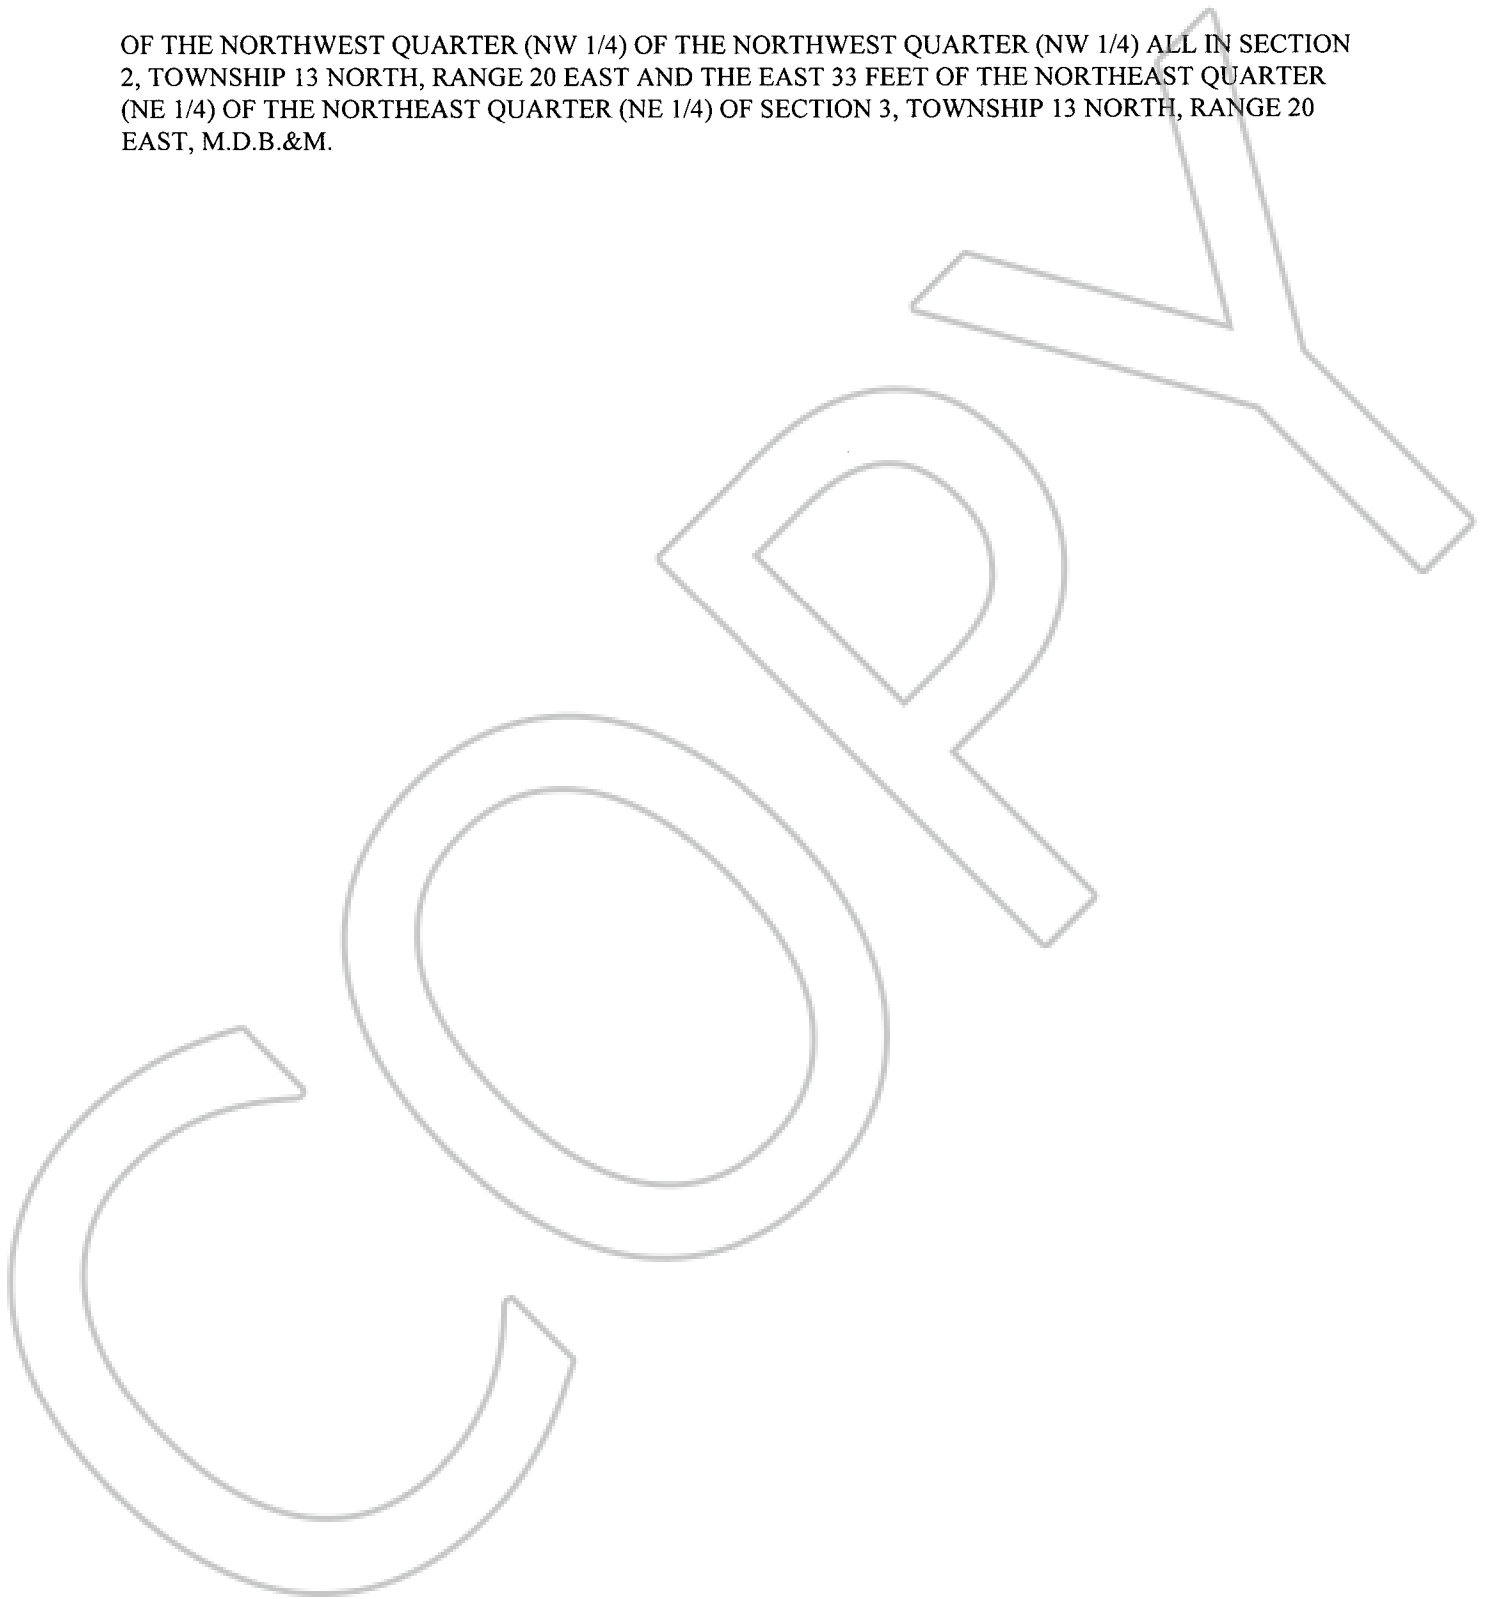 OF THE NORTHWEST QUARTER (NW 1/4) OF THE NORTHWEST QUARTER (NW 1/4) ALL IN SECTION
2, TOWNSHIP 13 NORTH, RANGE 20 EAST AND THE EAST 33 FEET OF THE NORTHEAST QUARTER
(NE 1/4) OF THE NORTHEAST QUARTER (NE 1/4) OF SECTION 3, TOWNSHIP 13 NORTH, RANGE 20
EAST, M.D.B.&M.
COPY